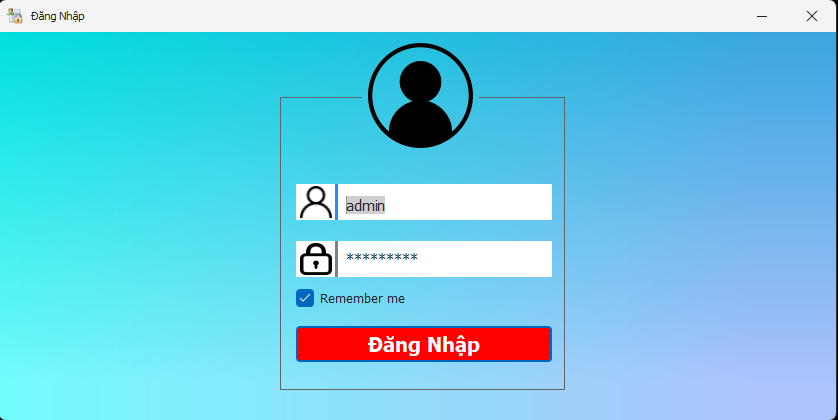 Đăng Nhập
admin
*********
Remember me
Đăng Nhập